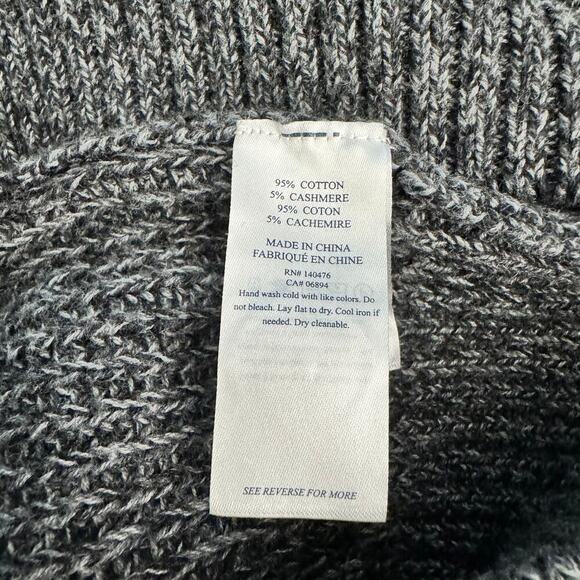 95% COTTON
5% CASHMERE
95% COTON
5% CACHEMIRE
MADE IN CHINA
FABRIQUÉ EN CHINE
RN# 140476
CA# 06894
Hand wash cold with like colors. Do
not bleach. Lay flat to dry. Cool iron if
needed. Dry cleanable.
SEE REVERSE FOR MORE